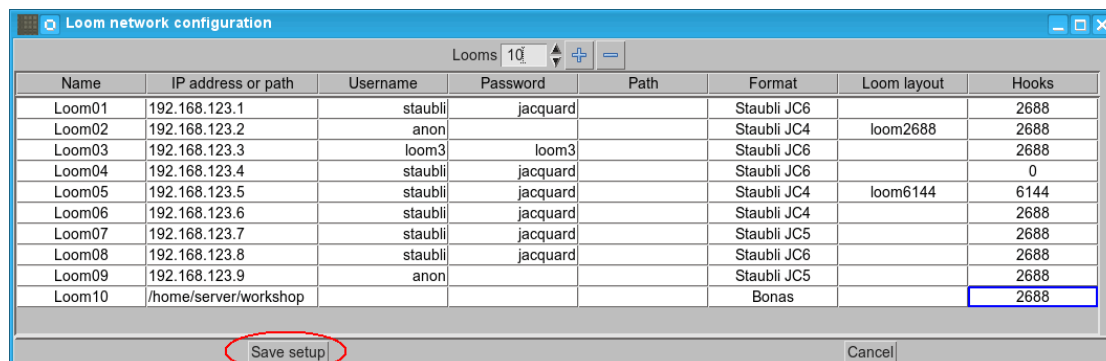 Loom network configuration
Looms 10
Name IP address or path Username Password Path Format Loom layout Hooks
Loom01 192.168.123.1 staubli jacquard Staubli JC6 2688
Loom02 192.168.123.2 anon Staubli JC4 loom2688 2688
Loom03 192.168.123.3 loom3 loom3 Staubli JC6 2688
Loom04 192.168.123.4 staubli jacquard Staubli JC6 0
Loom05 192.168.123.5 staubli jacquard Staubli JC4 loom6144 6144
Loom06 192.168.123.6 staubli jacquard Staubli JC4 2688
Loom07 192.168.123.7 staubli jacquard Staubli JC5 2688
Loom08 192.168.123.8 staubli jacquard Staubli JC6 2688
Loom09 192.168.123.9 anon Staubli JC5 2688
Loom10 /home/server/workshop Bonas 2688
Save setup Cancel